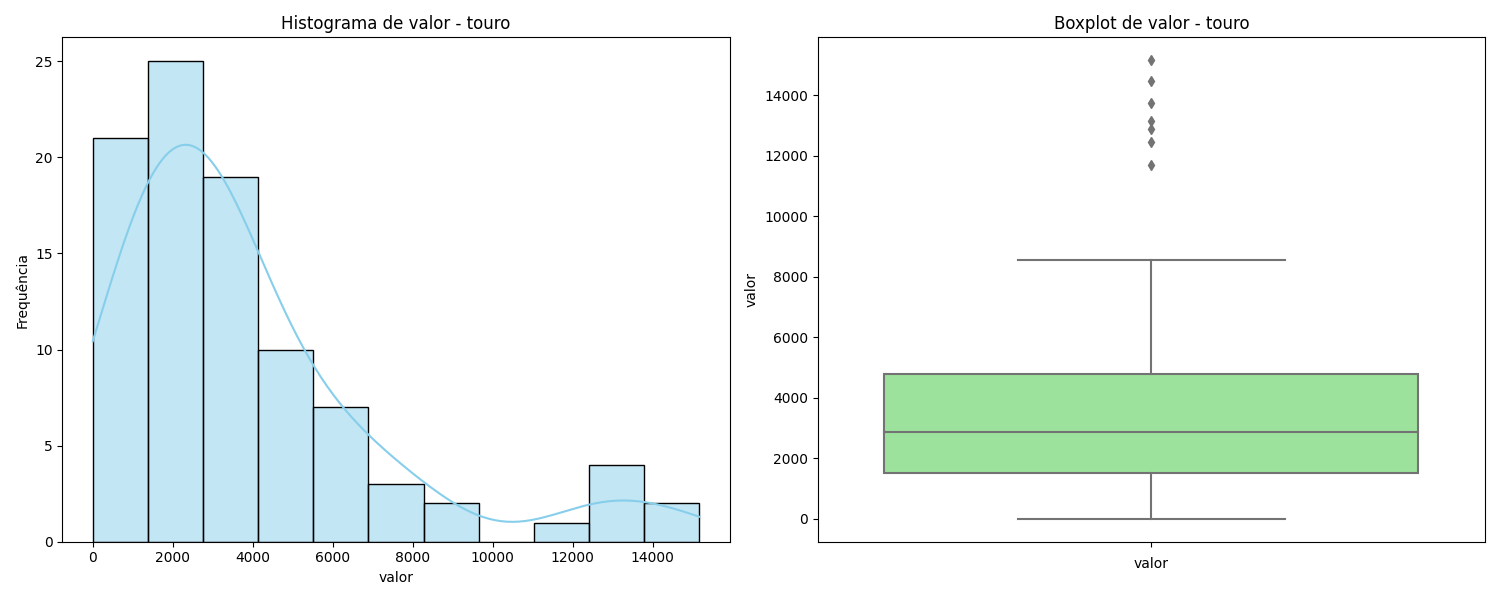 Histograma de valor - touro
Frequência
25
20
15
10
5
0
0 2000 4000 6000 8000 10000 12000 14000
valor
Boxplot de valor - touro
valor
14000
12000
10000
8000
6000
4000
2000
0
valor